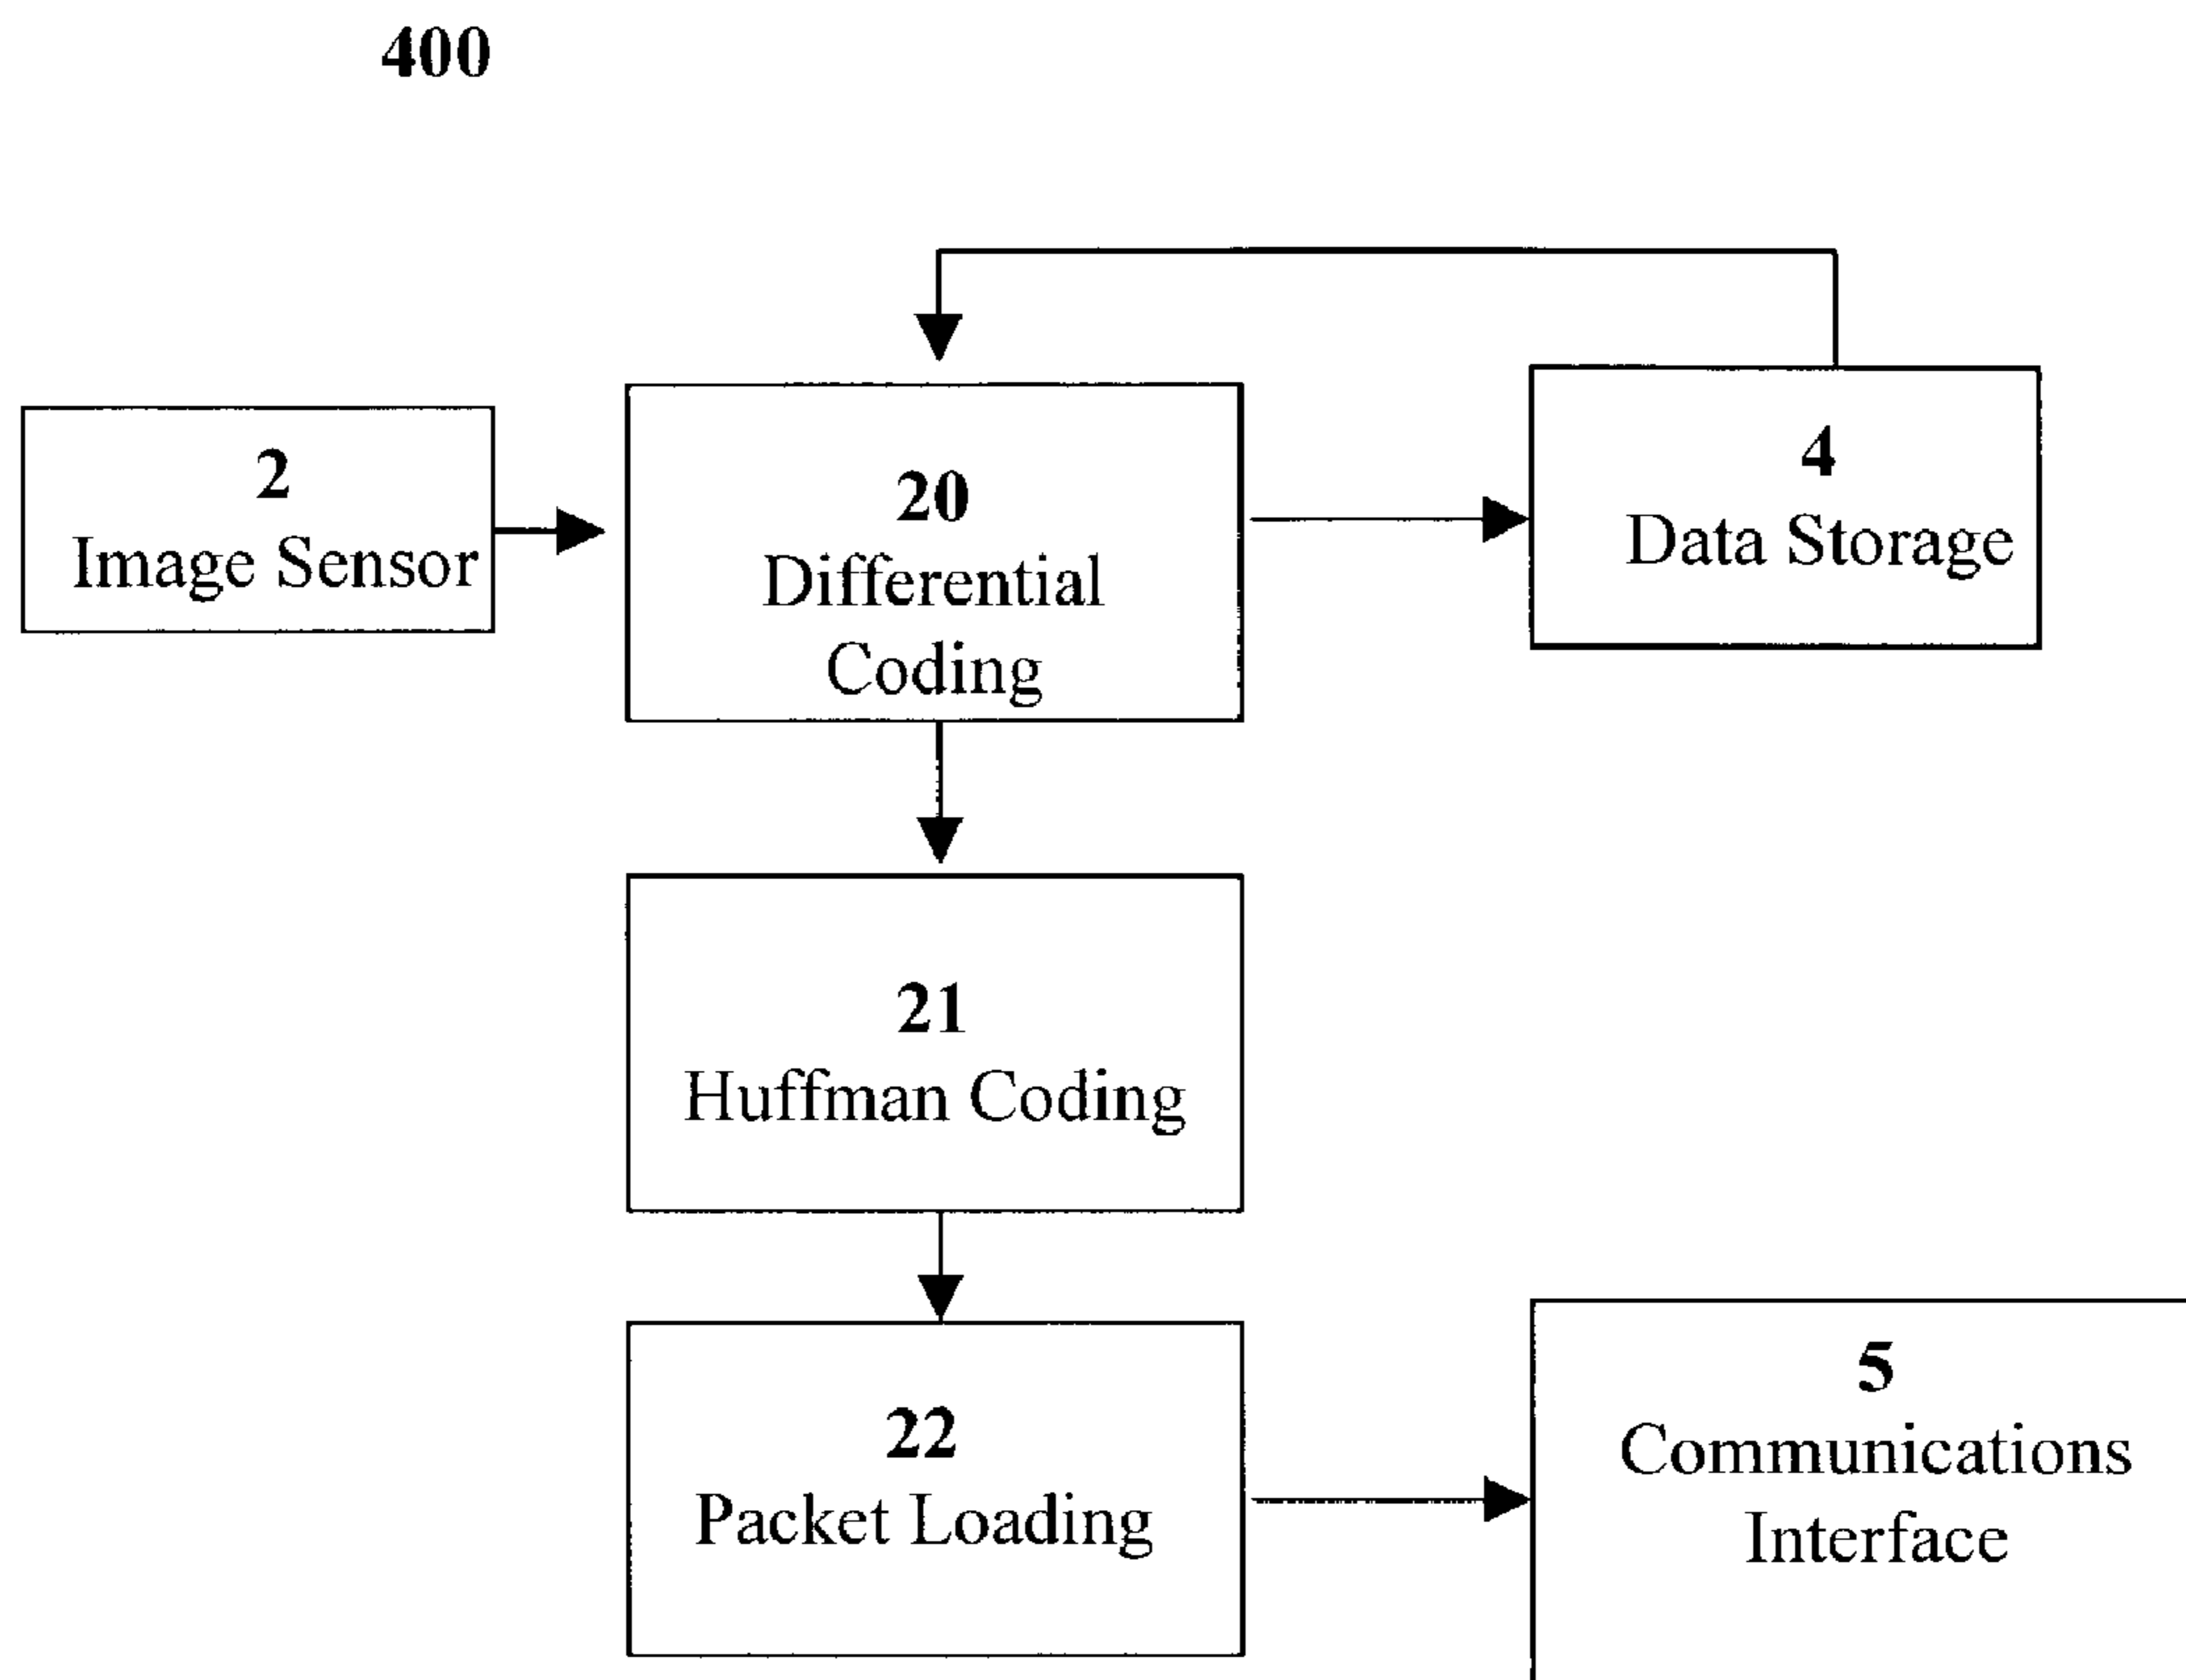 400
2
Image Sensor
20
Differential
Coding
4
Data Storage
21
Huffman Coding
22
Packet Loading
5
Communications
Interface